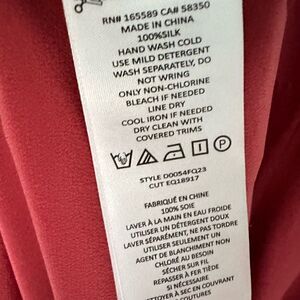 RN# 165589 CA# 58350
MADE IN CHINA
100%SILK
HAND WASH COLD
USE MILD DETERGENT
WASH SEPARATELY, DO
NOT WRING
ONLY NON-CHLORINE
BLEACH IF NEEDED
LINE DRY
COOL IRON IF NEEDED
DRY CLEAN WITH
COVERED TRIMS
P
STYLE D0054FQ23
CUT EQ18917
FABRIQUÉ EN CHINE
100% SOIE
LAVER À LA MAIN EN EAU FROIDE
UTILISER UN DÉTERGENT DOUX
LAVER SÉPARÉMENT, NE PAS TORDRE
UTILISER SEULEMENT UN
AGENT DE BLANCHIMENT NON
CHLORÉ AU BESOIN
SÉCHER SUR FIL
REPASSER À FER TIÈDE
SI NÉCESSAIRE
NETTOYER À SEC EN COUVRANT